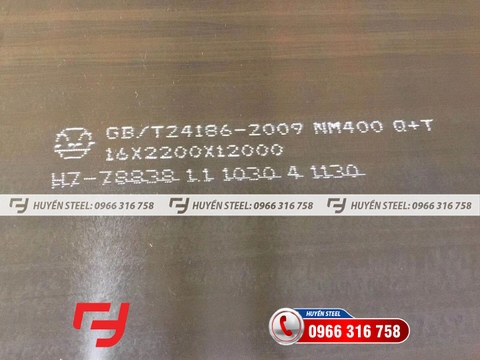 GB/T24186-2009 NM400 Q+T
16X2200X12000
H7-78838 1 1 1030 4 1130
HUYỀN STEEL: 0966 316 758 HUYỀN STEEL: 0966 316 758 HUYỀN STEEL: 0966 316 758
HUYỀN STEEL
0966 316 758